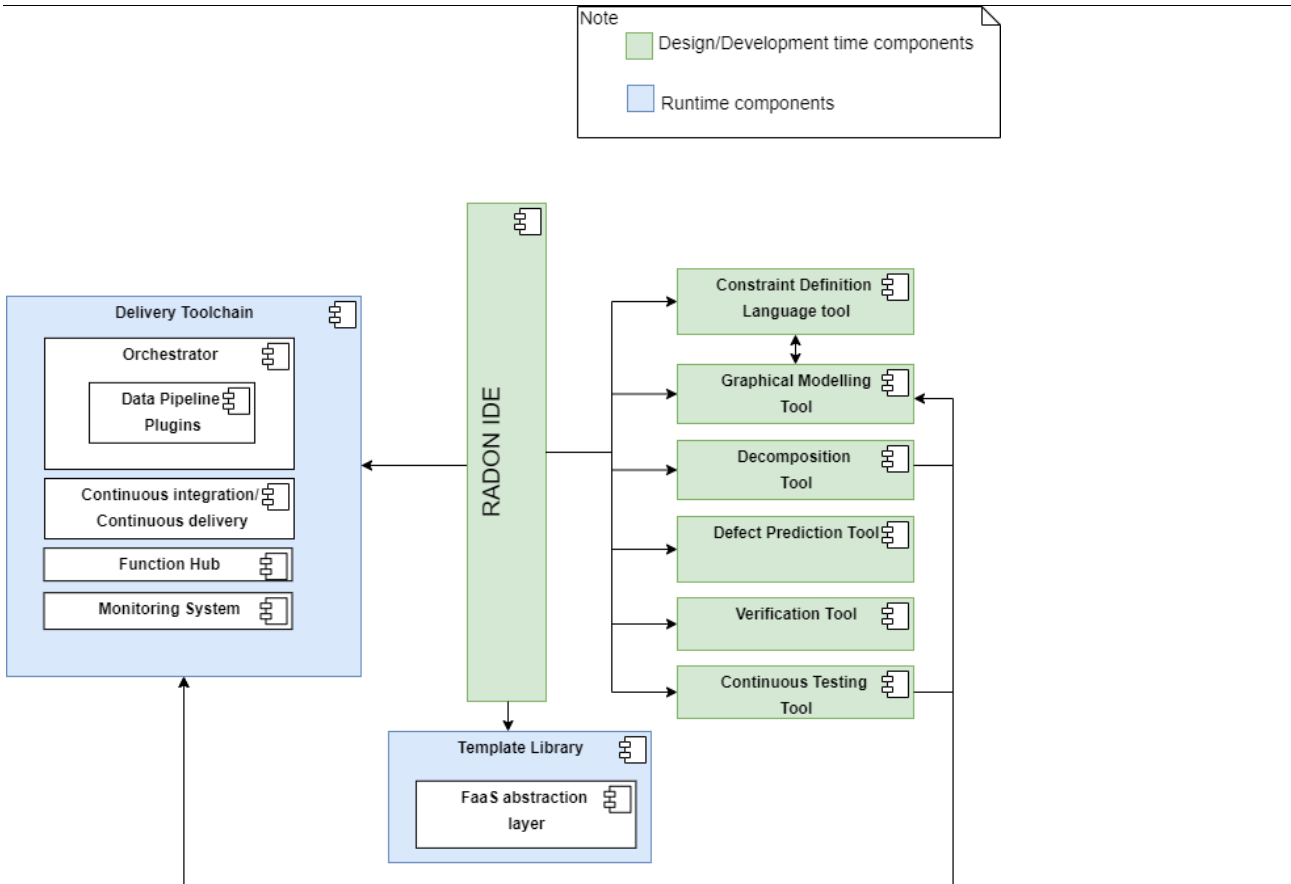 Note
Design/Development time components
Runtime components
Delivery Toolchain
Orchestrator
Data Pipeline
Plugins
Continuous integration/
Continuous delivery
Function Hub
Monitoring System
RADON IDE
Template Library
FaaS abstraction
layer
Constraint Definition
Language tool
Graphical Modelling
Tool
Decomposition
Tool
Defect Prediction Tool
Verification Tool
Continuous Testing
Tool